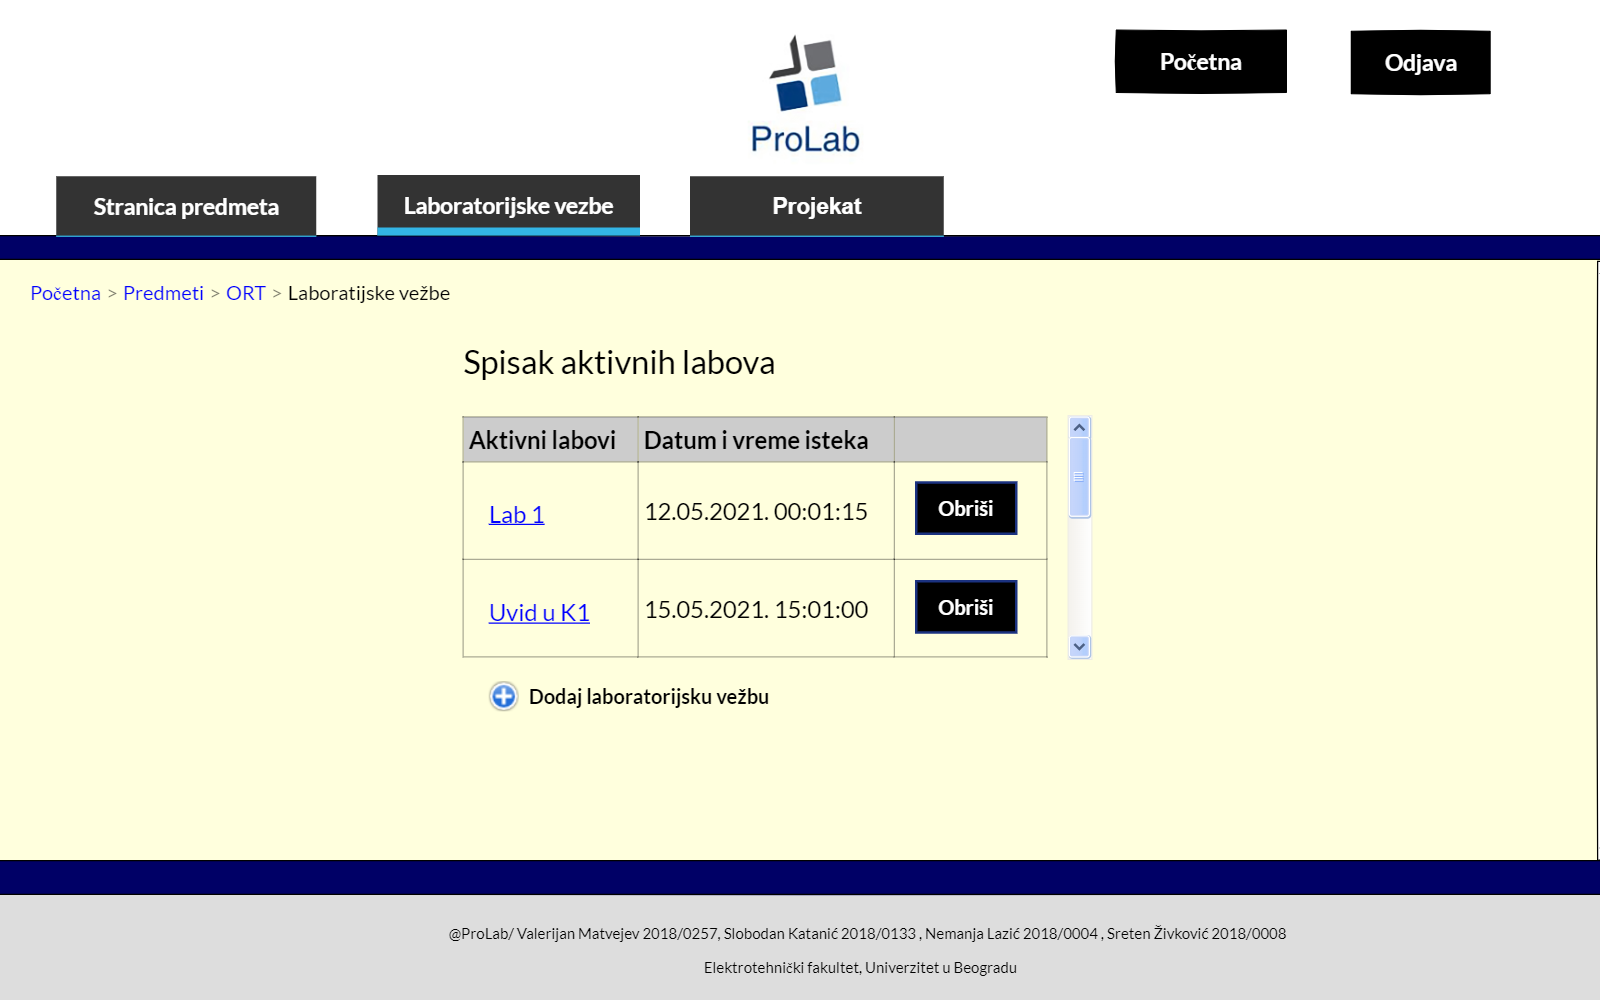 ProLab
Početna
Odjava
Stranica predmeta
Laboratorijske vezbe
Projekat
Početna > Predmeti > ORT > Laboratijske vežbe
Spisak aktivnih labova
Aktivni labovi Datum i vreme isteka
Lab 1 12.05.2021. 00:01:15 Obriši
Uvid u K1 15.05.2021. 15:01:00 Obriši
Dodaj laboratorijsku vežbu
@ProLab/ Valerijan Matvejev 2018/0257, Slobodan Katanić 2018/0133 , Nemanja Lazić 2018/0004 , Sreten Živković 2018/0008
Elektrotehnički fakultet, Univerzitet u Beogradu